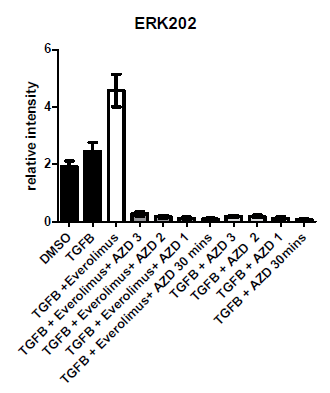 ERK202
relative intensity
6
4
2
0
DMSO
TGFB
TGFB +Everolimus
TGFB + Everolimus+ AZD 3
TGFB + Everolimus+ AZD 2
TGFB + Everolimus+ AZD 1
TGFB + Everolimus+ AZD 30 mins
TGFB + AZD 3
TGFB + AZD 2
TGFB + AZD 1
TGFB + AZD 30mins